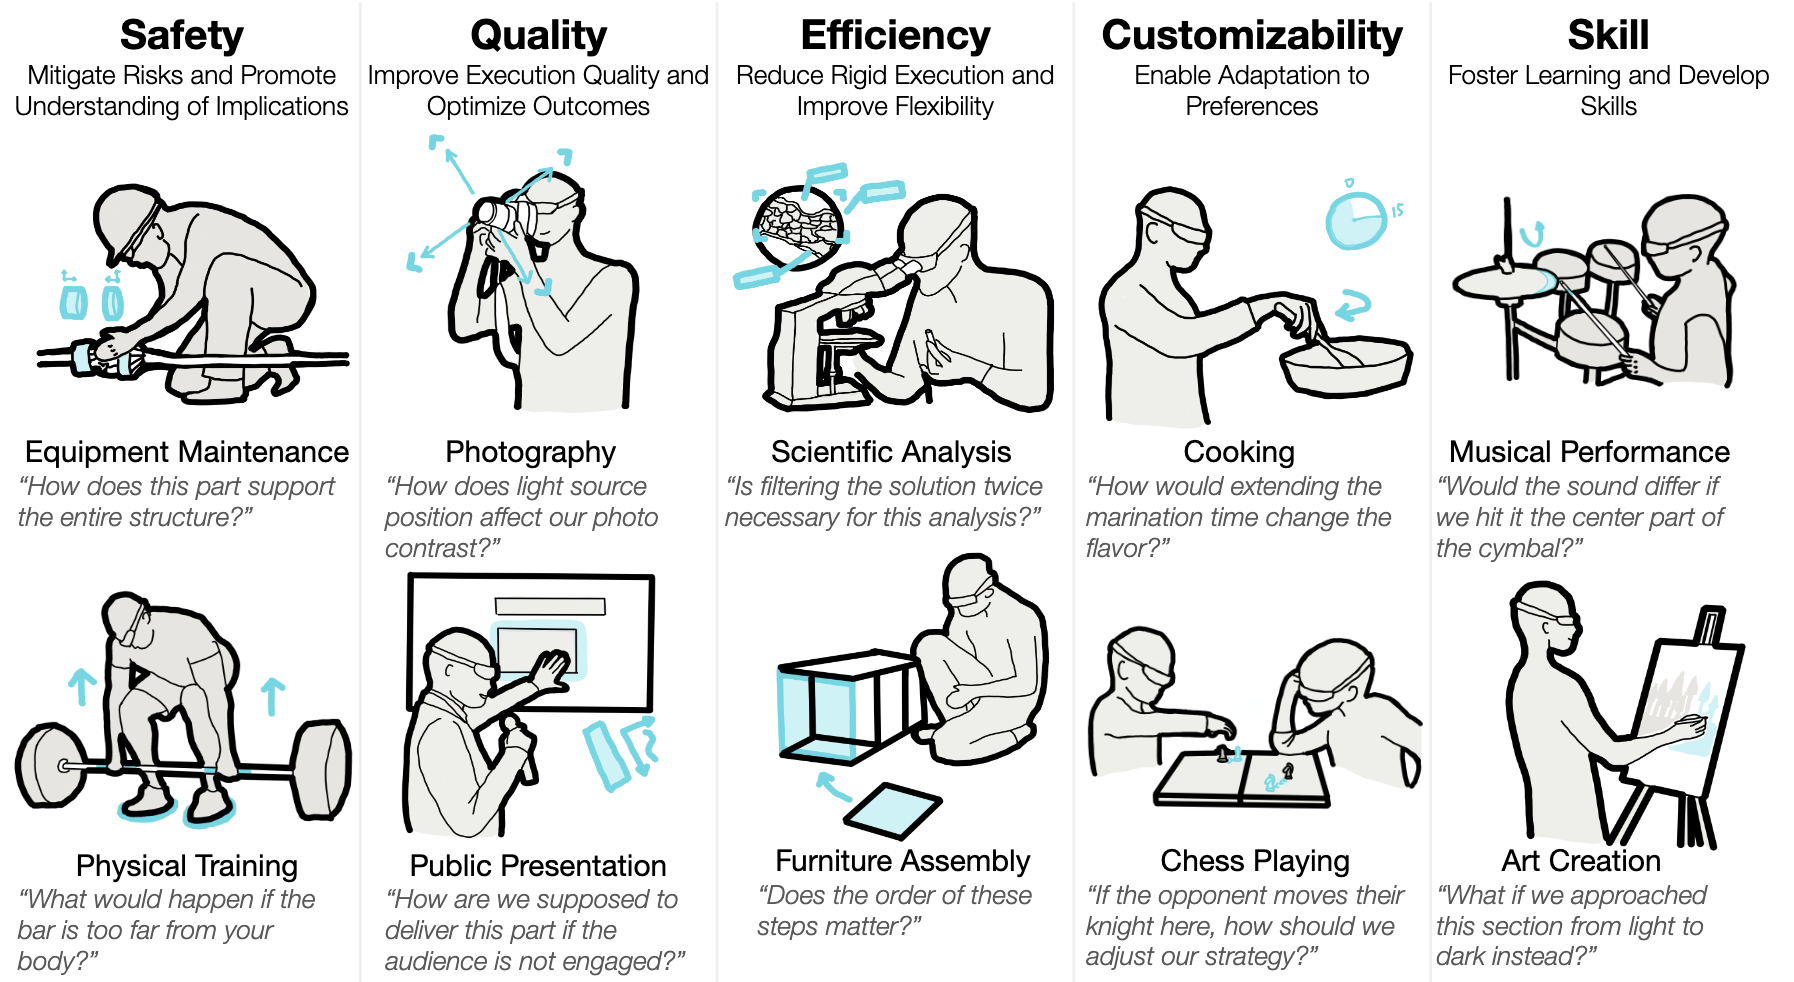 Safety
Mitigate Risks and Promote
Understanding of Implications
Equipment Maintenance
“How does this part support
the entire structure?”
Physical Training
“What would happen if the
bar is too far from your
body?”
Quality
Improve Execution Quality and
Optimize Outcomes
Photography
“How does light source
position affect our photo
contrast?”
Public Presentation
“How are we supposed to
deliver this part if the
audience is not engaged?”
Efficiency
Reduce Rigid Execution and
Improve Flexibility
Scientific Analysis
“Is filtering the solution twice
necessary for this analysis?”
Furniture Assembly
“Does the order of these
steps matter?”
Customizability
Enable Adaptation to
Preferences
0
15
Cooking
“How would extending the
marination time change the
flavor?”
Chess Playing
“If the opponent moves their
knight here, how should we
adjust our strategy?”
Skill
Foster Learning and Develop
Skills
Musical Performance
“Would the sound differ if
we hit it the center part of
the cymbal?”
Art Creation
“What if we approached
this section from light to
dark instead?”